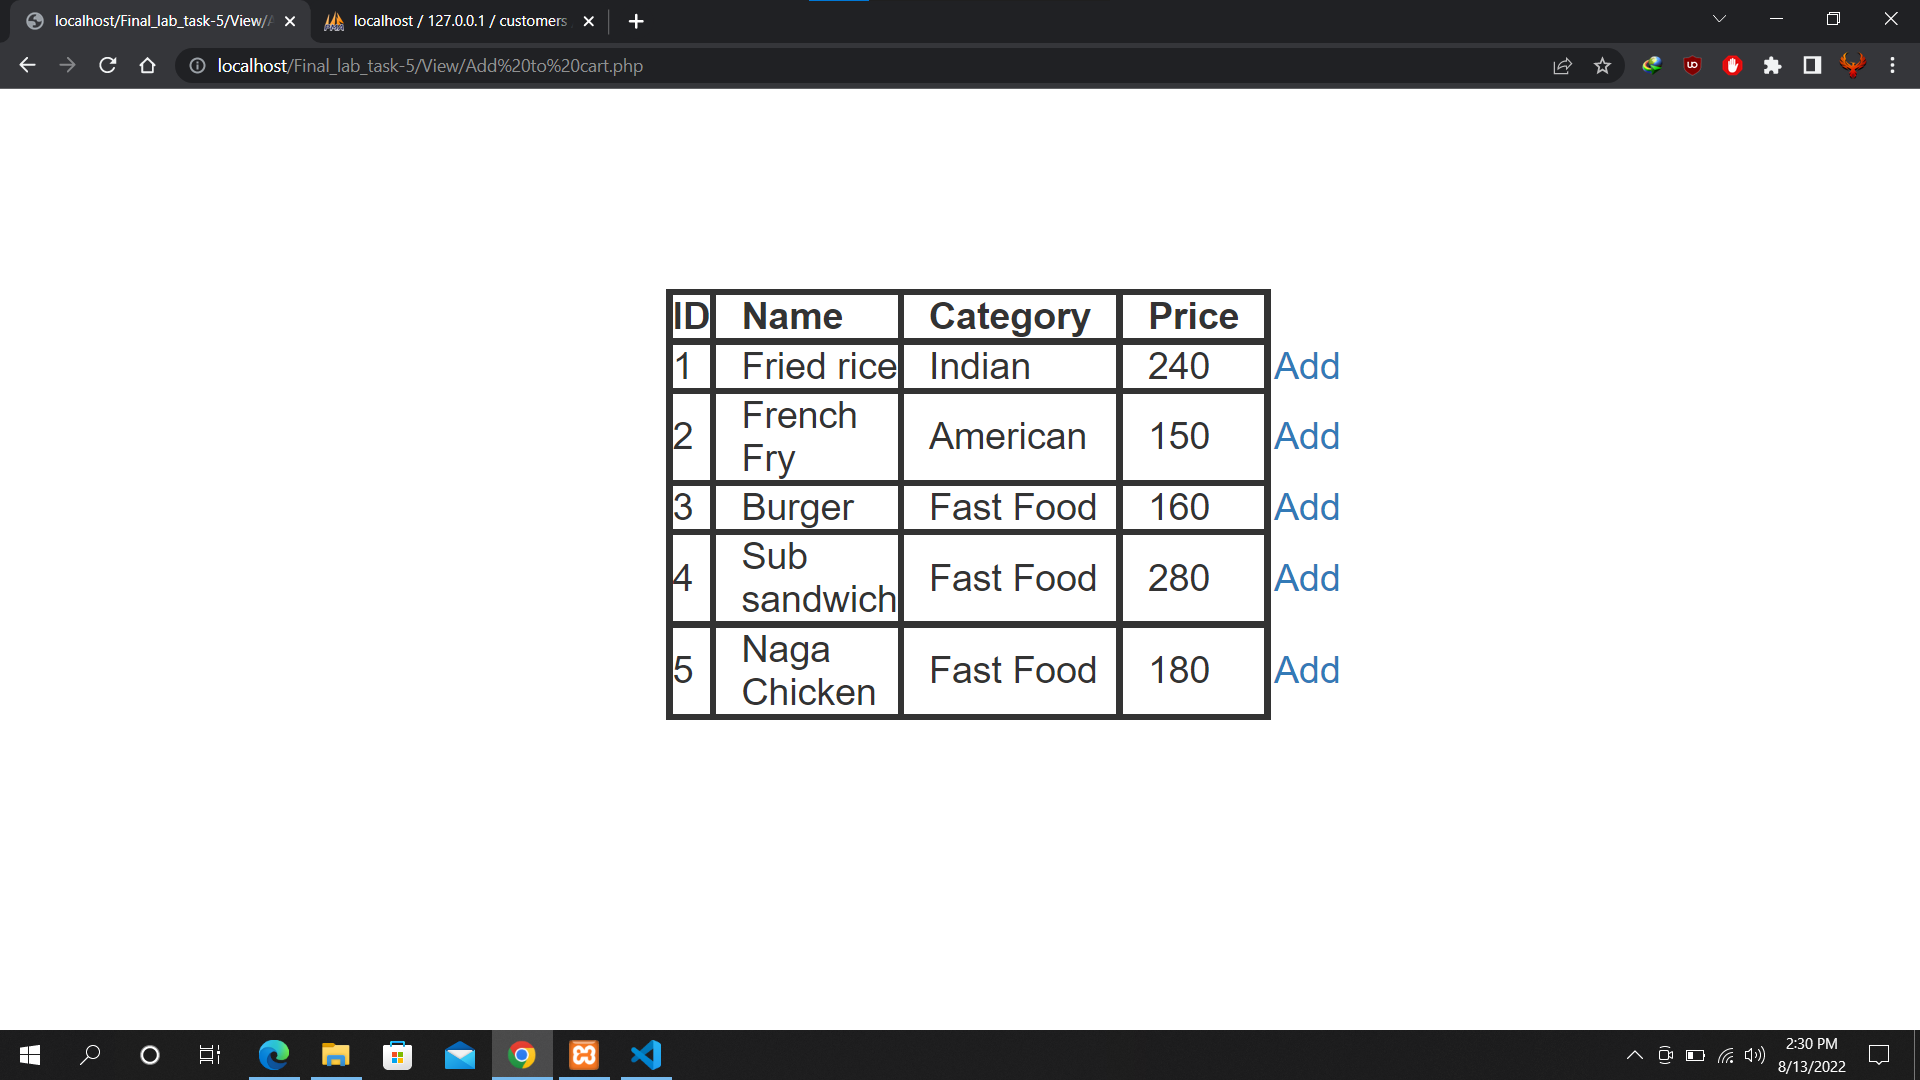 localhost/Final_lab_task-5/View/A
localhost / 127.0.0.1 / customers
localhost/Final_lab_task-5/View/Add%20to%20cart.php
ID Name Category Price
1 Fried rice Indian 240 Add
2 French Fry American 150 Add
3 Burger Fast Food 160 Add
4 Sub sandwich Fast Food 280 Add
5 Naga Chicken Fast Food 180 Add
2:30 PM
8/13/2022